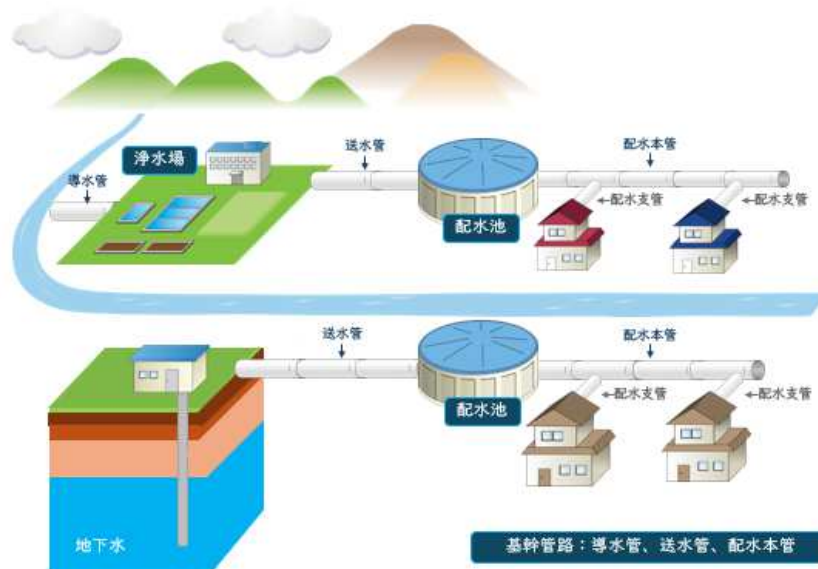 浄水場
導水管
送水管
配水池
配水本管
←配水支管
←配水支管
送水管
配水池
配水本管
←配水支管
←配水支管
地下水
基幹管路：導水管、送水管、配水本管